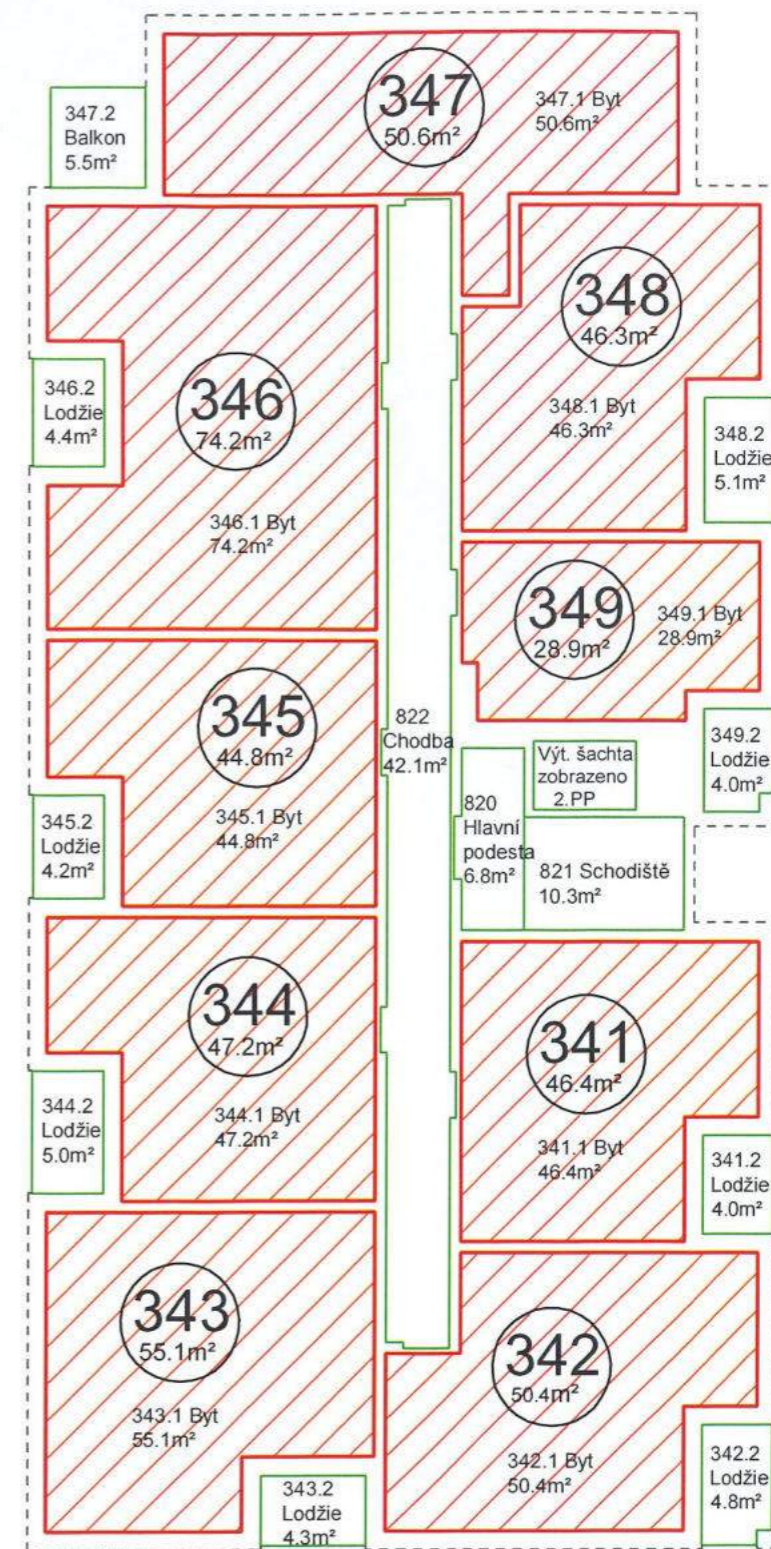 347
50.6m²
347.1 Byt
50.6m²
347.2
Balkon
5.5m²
348
46.3m²
348.1 Byt
46.3m²
348.2
Lodžie
5.1m²
346
74.2m²
346.1 Byt
74.2m²
346.2
Lodžie
4.4m²
349
28.9m²
349.1 Byt
28.9m²
349.2
Lodžie
4.0m²
345
44.8m²
345.1 Byt
44.8m²
345.2
Lodžie
4.2m²
822
Chodba
42.1m²
Výt. šachta
zobrazeno
2.PP
820
Hlavní
podesta
6.8m²
821 Schodiště
10.3m²
344
47.2m²
344.1 Byt
47.2m²
344.2
Lodžie
5.0m²
341
46.4m²
341.1 Byt
46.4m²
341.2
Lodžie
4.0m²
343
55.1m²
343.1 Byt
55.1m²
343.2
Lodžie
4.3m²
342
50.4m²
342.1 Byt
50.4m²
342.2
Lodžie
4.8m²